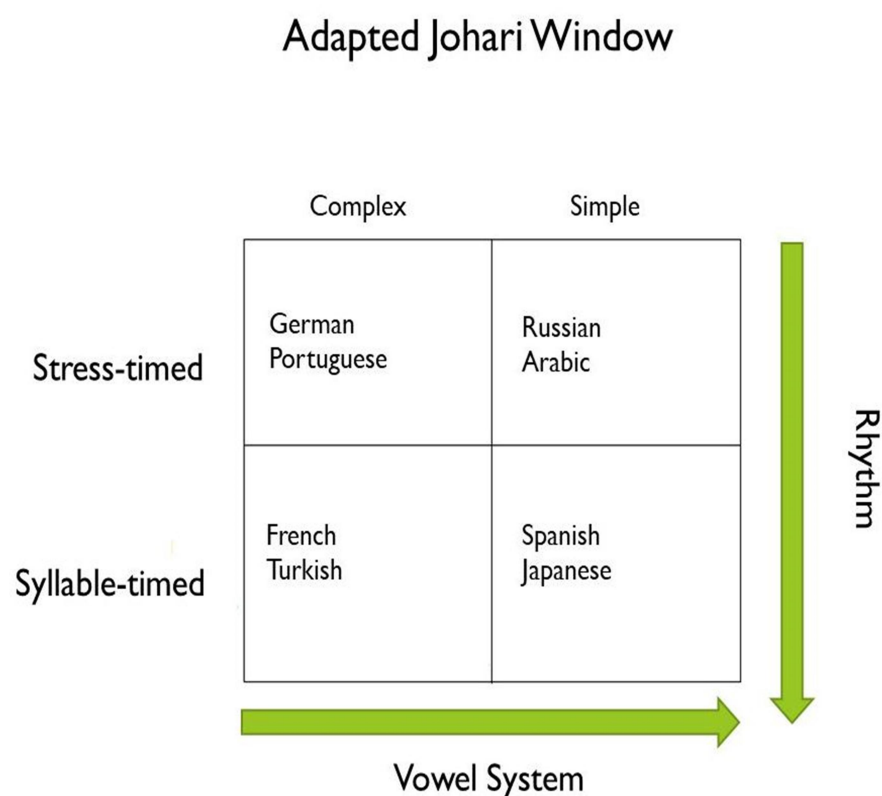 Adapted Johari Window
Complex
Simple
Stress-timed
German
Portuguese
Russian
Arabic
Syllable-timed
French
Turkish
Spanish
Japanese
Rhythm
Vowel System